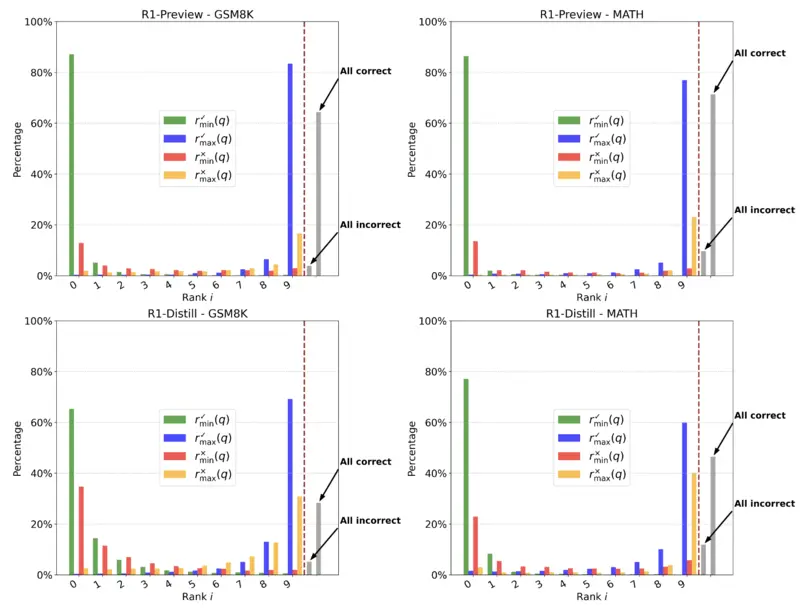 R1-Preview - GSM8K
100%
80%
60%
40%
20%
0%
Percentage
r✓min(q)
r✓max(q)
r×min(q)
r×max(q)
All correct
All incorrect
0 1 2 3 4 5 6 7 8 9
Rank i
R1-Preview - MATH
100%
80%
60%
40%
20%
0%
Percentage
r✓min(q)
r✓max(q)
r×min(q)
r×max(q)
All correct
All incorrect
0 1 2 3 4 5 6 7 8 9
Rank i
R1-Distill - GSM8K
100%
80%
60%
40%
20%
0%
Percentage
r✓min(q)
r✓max(q)
r×min(q)
r×max(q)
All correct
All incorrect
0 1 2 3 4 5 6 7 8 9
Rank i
R1-Distill - MATH
100%
80%
60%
40%
20%
0%
Percentage
r✓min(q)
r✓max(q)
r×min(q)
r×max(q)
All correct
All incorrect
0 1 2 3 4 5 6 7 8 9
Rank i